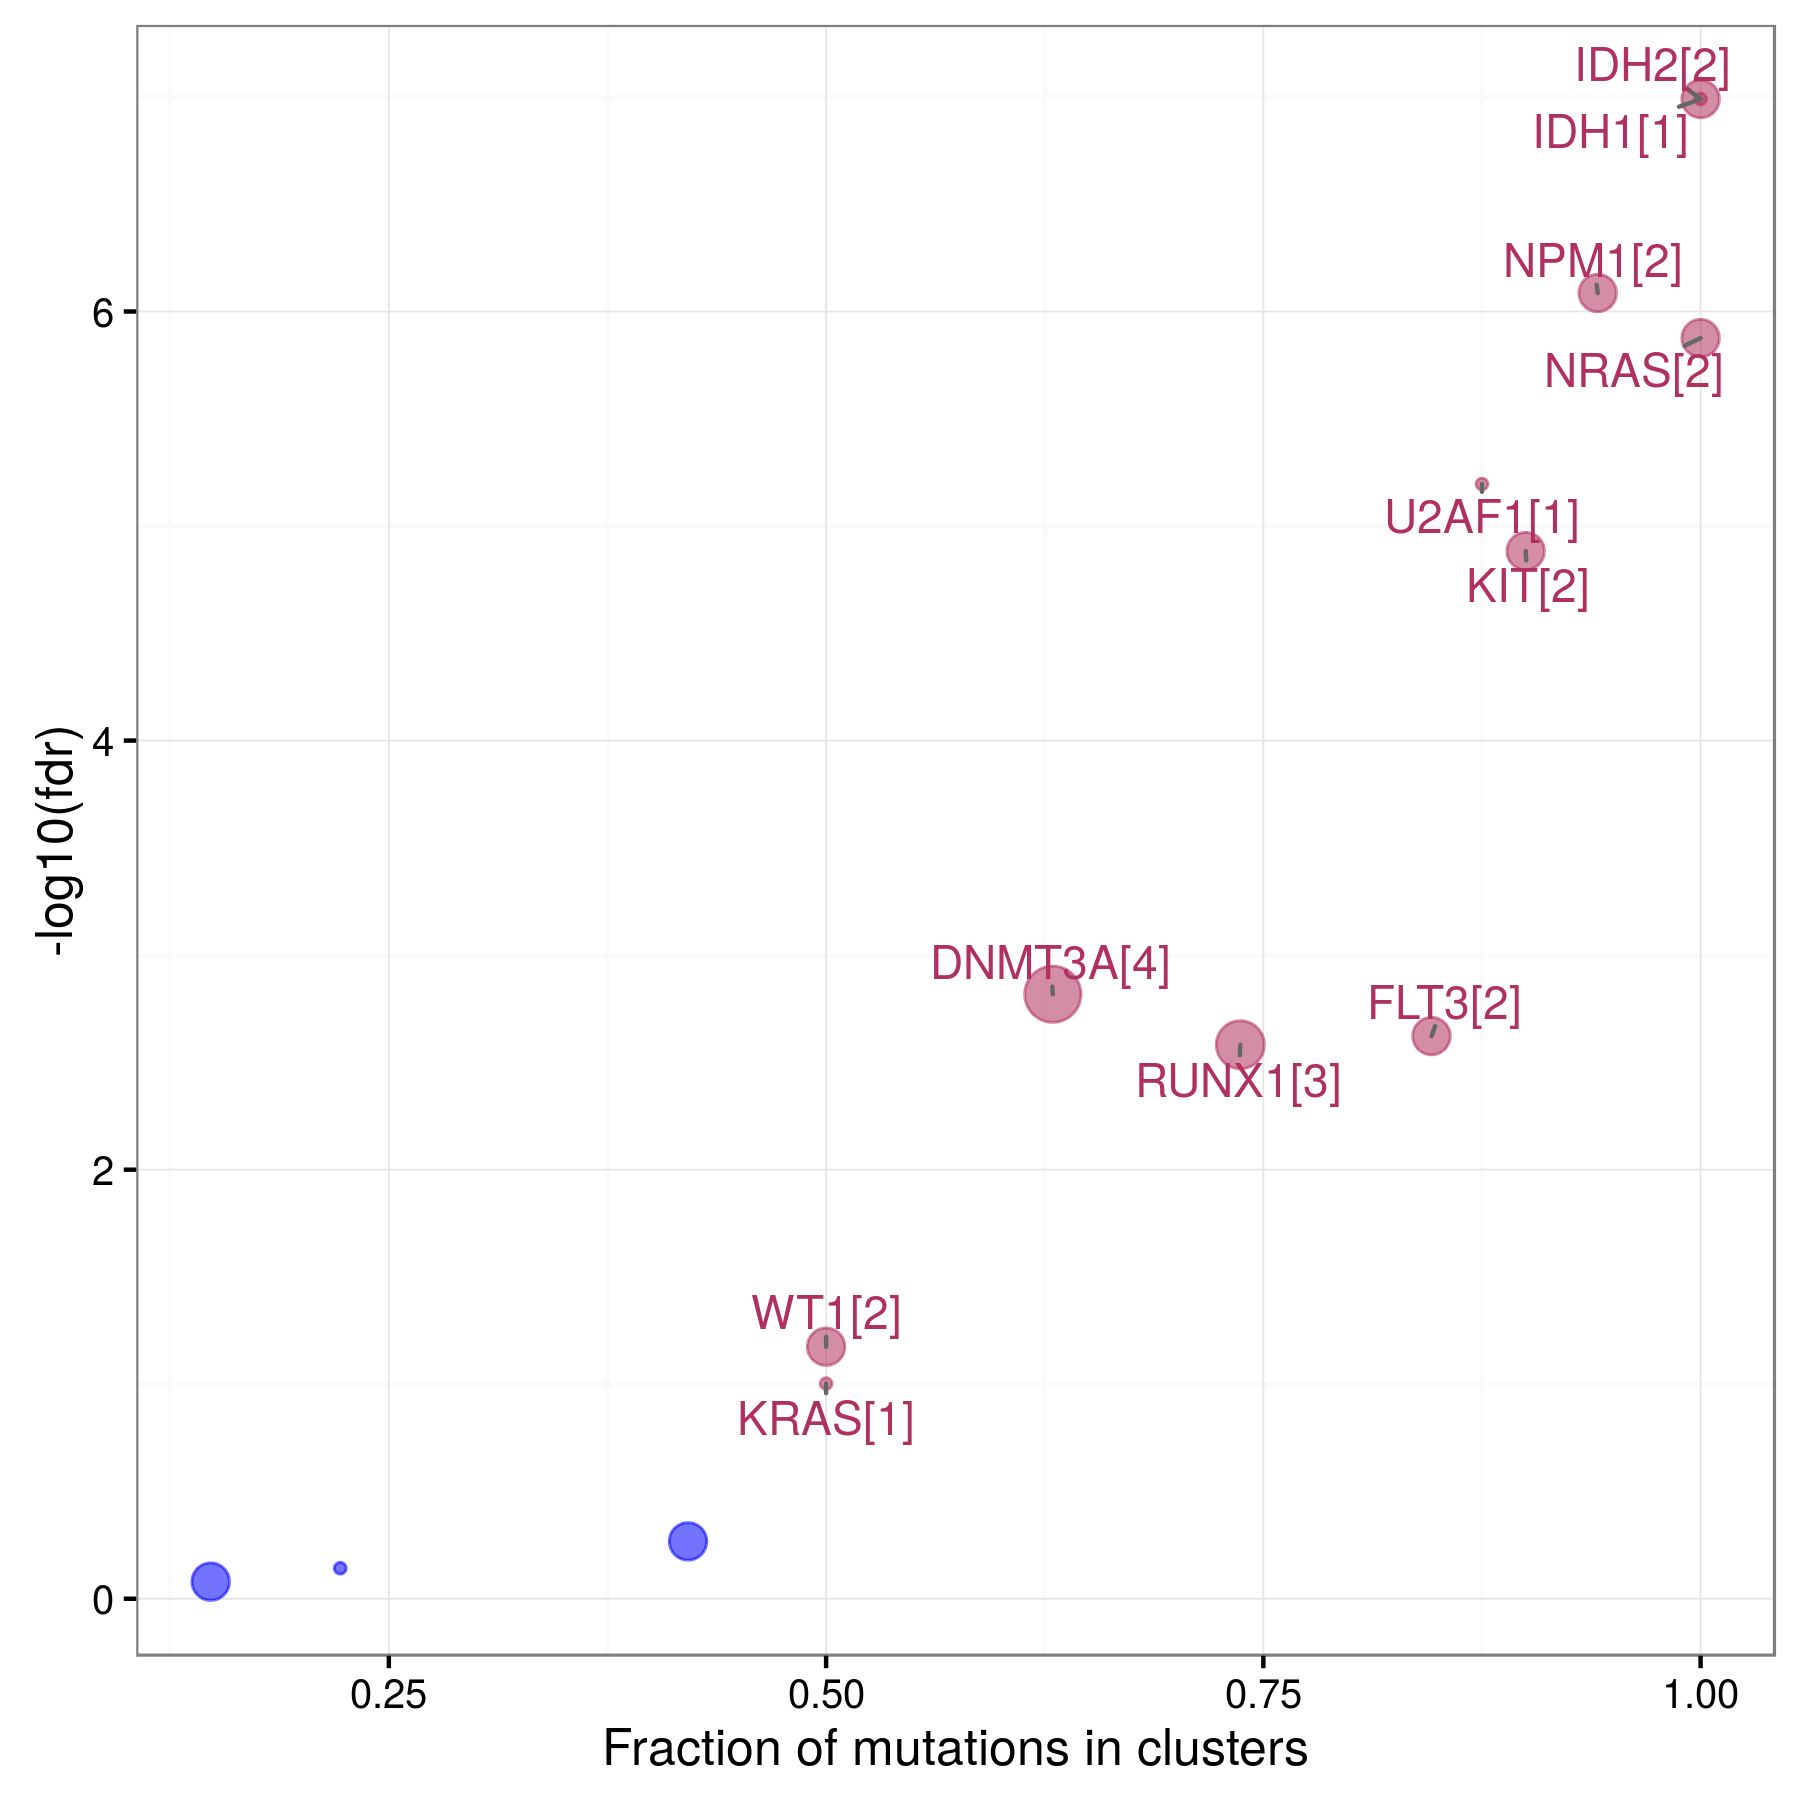 IDH2[2]
IDH1[1]
NPM1[2]
NRAS[2]
U2AF1[1]
KIT[2]
DNMT3A[4]
FLT3[2]
RUNX1[3]
WT1[2]
KRAS[1]
6
4
2
0
-log10(fdr)
0.25 0.50 0.75 1.00
Fraction of mutations in clusters